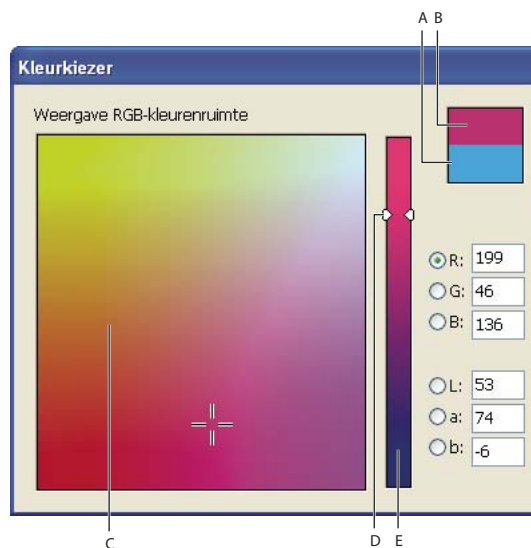 A B
Kleurkiezer
Weergave RGB-kleurenruimte
R: 199
G: 46
B: 136
L: 53
a: 74
b: -6
C D E